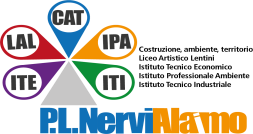 CAT
LAL
IPA
ITE
ITI
Costruzione, ambiente, territorio
Liceo Artistico Lentini
Istituto Tecnico Economico
Istituto Professionale Ambiente
Istituto Tecnico Industriale
P.L.NerviAlaimo